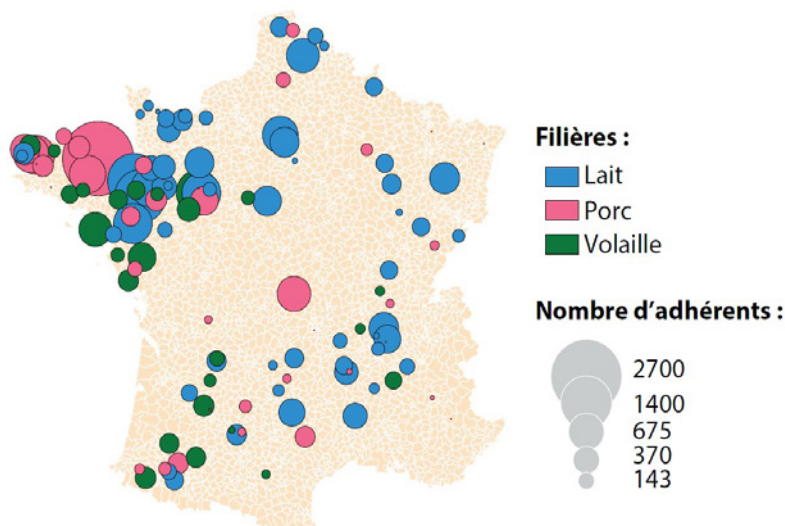 Filières :
Lait
Porc
Volaille
Nombre d'adhérents :
2700
1400
675
370
143